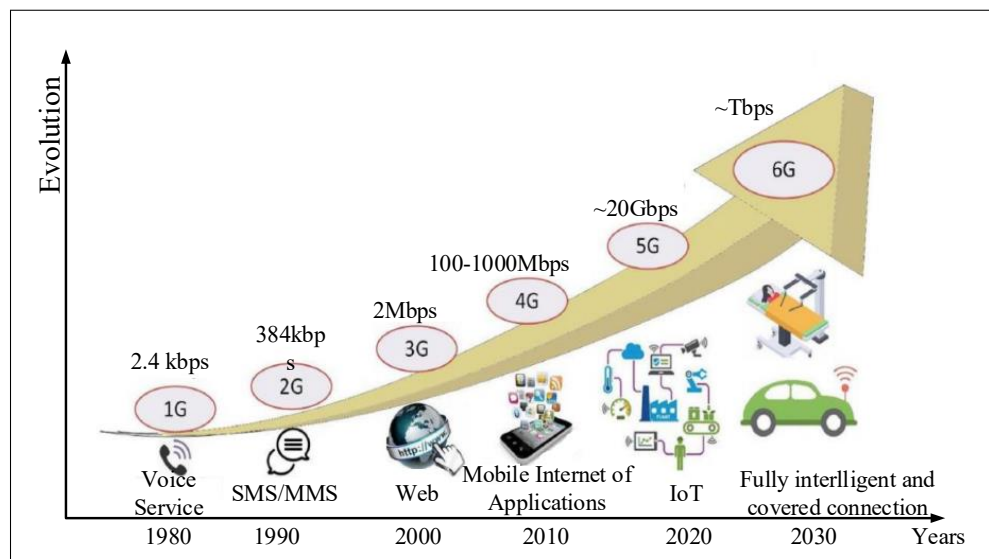 Evolution
~Tbps
6G
~20Gbps
5G
100-1000Mbps
4G
2Mbps
3G
384kbp
s
2G
2.4 kbps
1G
http://www.
Voice
Service
SMS/MMS
Web
Mobile Internet of
Applications
IoT
Fully interlligent and
covered connection
1980
1990
2000
2010
2020
2030
Years